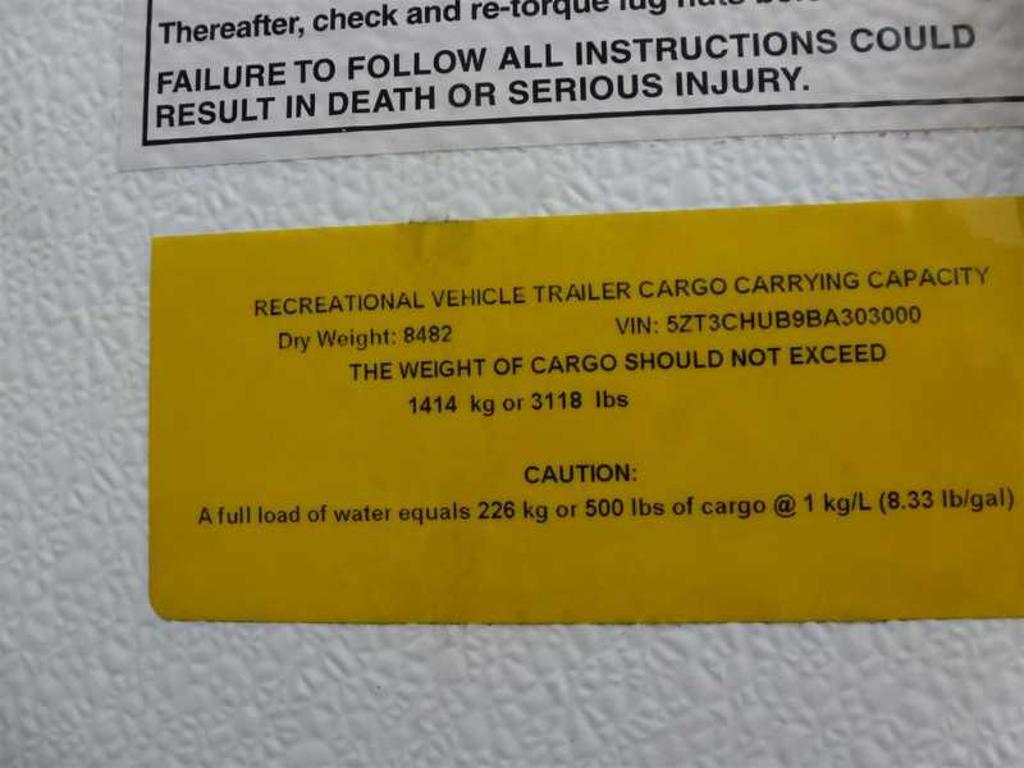 Thereafter, check and re-torque lug nuts
FAILURE TO FOLLOW ALL INSTRUCTIONS COULD
RESULT IN DEATH OR SERIOUS INJURY.
RECREATIONAL VEHICLE TRAILER CARGO CARRYING CAPACITY
Dry Weight: 8482 VIN: 5ZT3CHUB9BA303000
THE WEIGHT OF CARGO SHOULD NOT EXCEED
1414 kg or 3118 lbs
CAUTION:
A full load of water equals 226 kg or 500 lbs of cargo @ 1 kg/L (8.33 lb/gal)